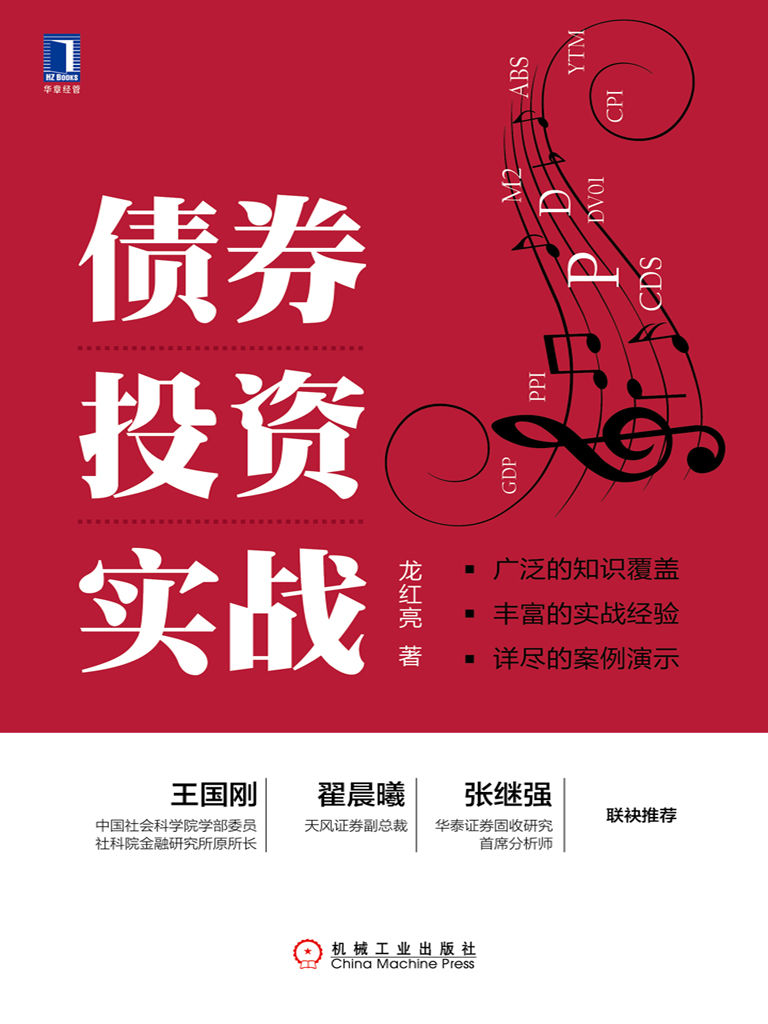 HZ BOOKS
华章经管
YTM
ABS
CPI
M2
D
DV01
P
CDS
PPI
GDP
债券
投资
实战
龙红亮 著
▪ 广泛的知识覆盖
▪ 丰富的实战经验
▪ 详尽的案例演示
王国刚
中国社会科学院学部委员
社科院金融研究所原所长
翟晨曦
天风证券副总裁
张继强
华泰证券固收研究
首席分析师
联袂推荐
机械工业出版社
China Machine Press